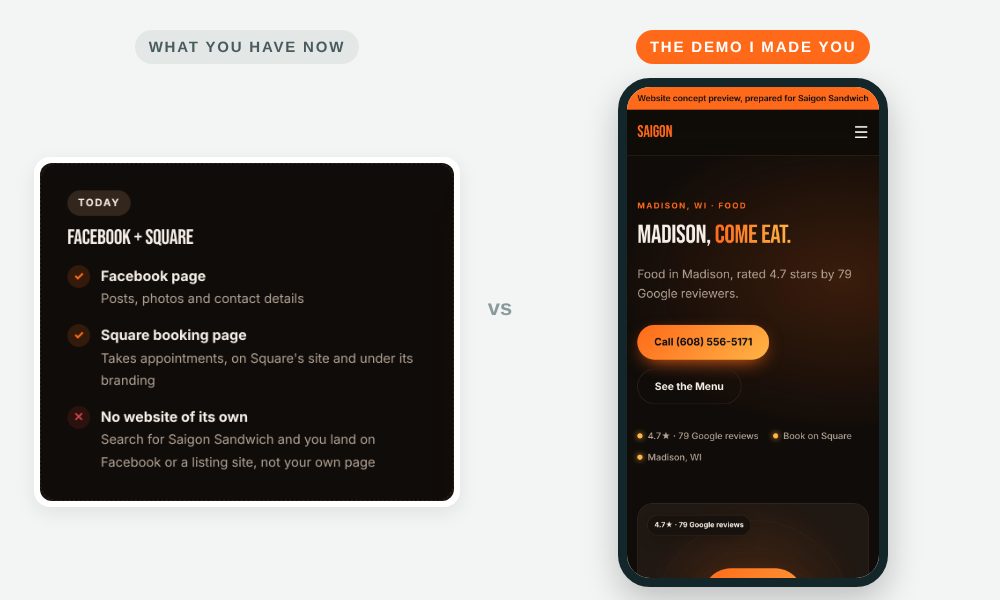 WHAT YOU HAVE NOW
TODAY
FACEBOOK + SQUARE
Facebook page
Posts, photos and contact details
Square booking page
Takes appointments, on Square's site and under its
branding
No website of its own
Search for Saigon Sandwich and you land on
Facebook or a listing site, not your own page
vs
THE DEMO I MADE YOU
Website concept preview, prepared for Saigon Sandwich
SAIGON
MADISON, WI · FOOD
MADISON, COME EAT.
Food in Madison, rated 4.7 stars by 79
Google reviewers.
Call (608) 556-5171
See the Menu
4.7★ · 79 Google reviews
Book on Square
Madison, WI
4.7★ · 79 Google reviews